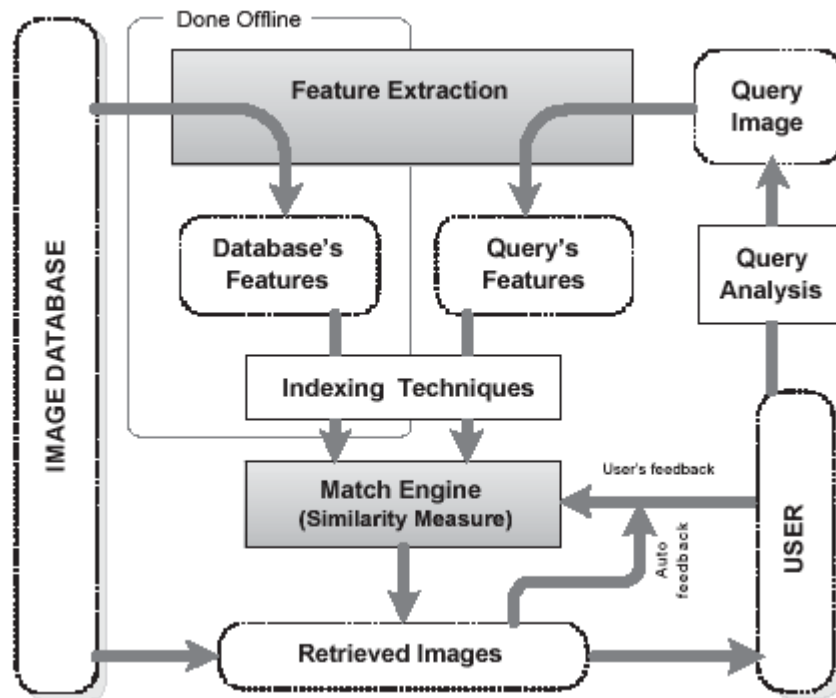 Done Offline
Feature Extraction
Query
Image
IMAGE DATABASE
Database's
Features
Query's
Features
Query
Analysis
Indexing Techniques
Match Engine
(Similarity Measure)
User's feedback
Auto
feedback
USER
Retrieved Images